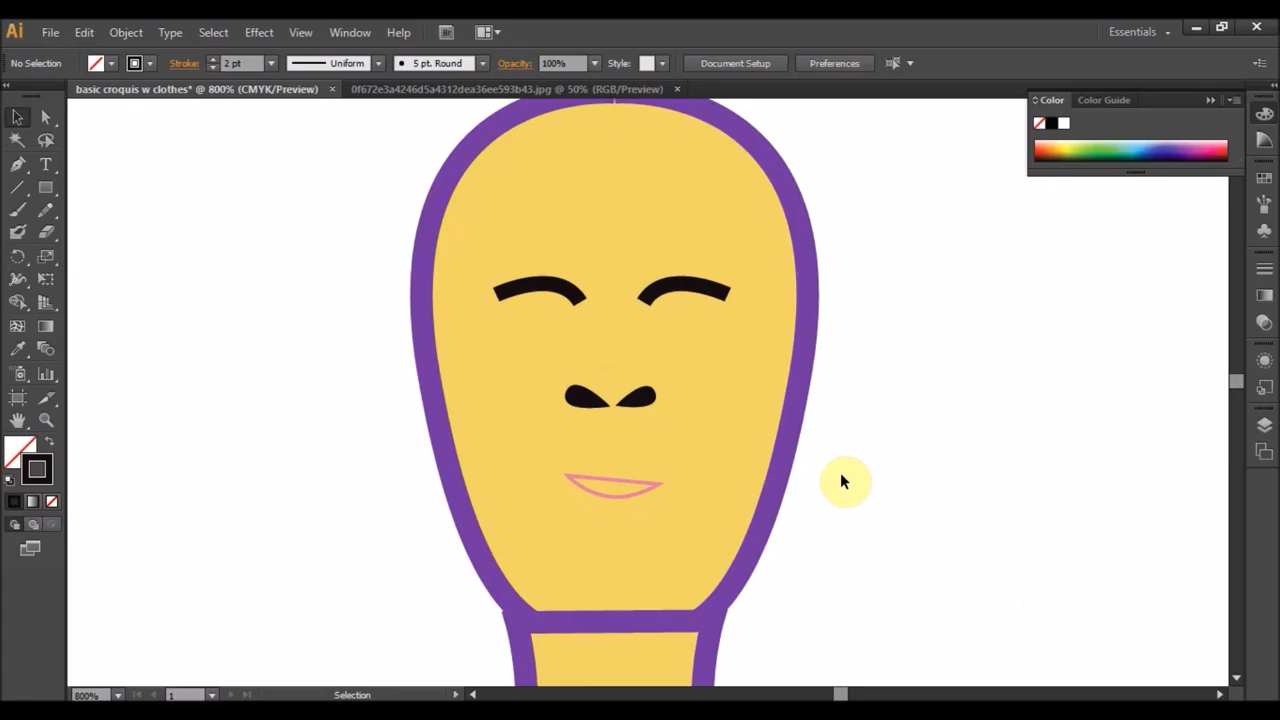 Ai File Edit Object Type Select Effect View Window Help Br Essentials
No Selection Stroke: 2 pt Uniform 5 pt. Round Opacity: 100% Style: Document Setup Preferences
basic croquis w clothes* @ 800% (CMYK/Preview) × 0f672e3a4246d5a4312dea36ee593b43.jpg @ 50% (RGB/Preview) ×
Color Color Guide
T
800% 1 Selection